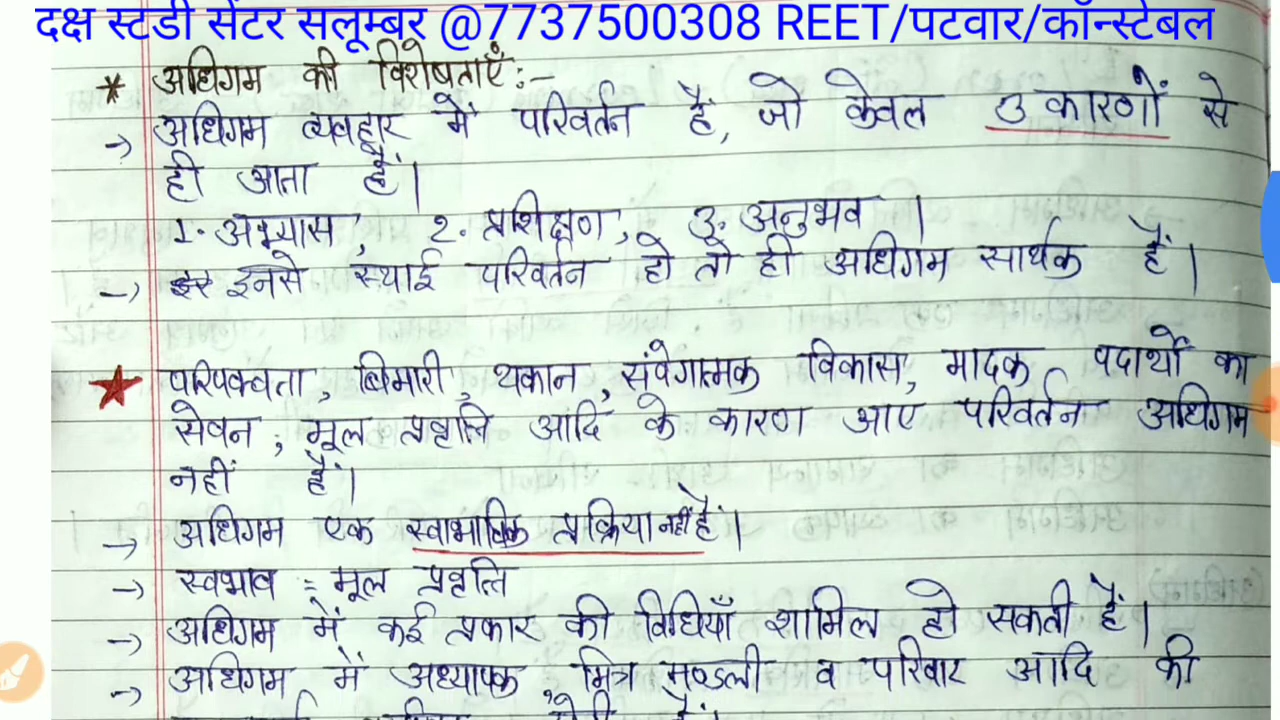 दक्ष स्टडी सेंटर सलूम्बर @7737500308 REET/पटवार/कॉन्स्टेबल
* अधिगम की विशेषताएँ:-
→ अधिगम व्यवहार में परिवर्तन हैं, जो केवल 3 कारणों से
ही आता हैं।
1. अभ्यास, 2. प्रशिक्षण, 3. अनुभव ।
→ इनसे स्थाई परिवर्तन हो तो ही अधिगम सार्थक हैं।
★ परिपक्वता, बिमारी, थकान, संवेगात्मक विकास, मादक पदार्थों का
सेवन, मूल प्रवृत्ति आदि के कारण आए परिवर्तन अधिगम
नहीं हैं।
→ अधिगम एक स्वाभाविक प्रक्रिया नहीं हैं।
→ स्वभाव = मूल प्रवृत्ति
→ अधिगम में कई प्रकार की विधियाँ शामिल हो सकती हैं।
→ अधिगम में अध्यापक, मित्र मण्डली व परिवार आदि की